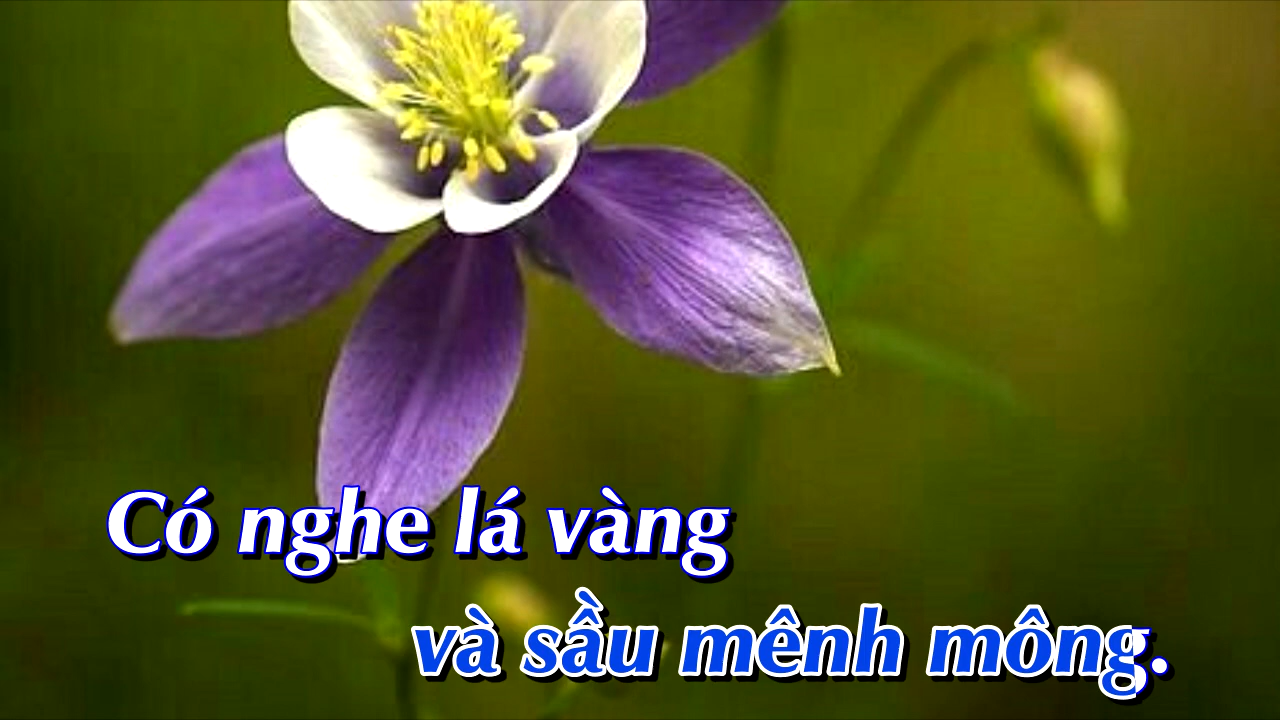 Có nghe lá vàng
và sầu mênh mông.